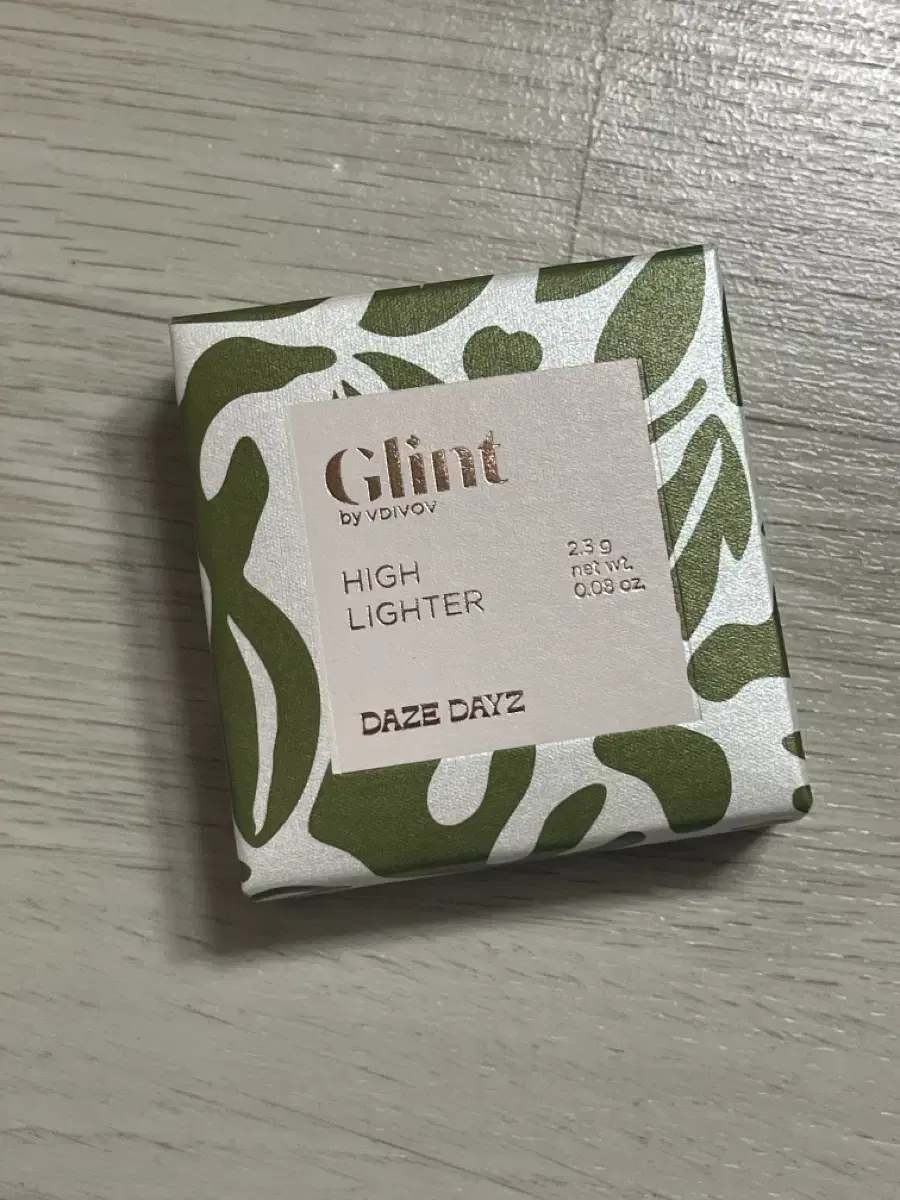 Glint
by VDIVOV
HIGH
LIGHTER
2.3 g
net wt.
0.08 oz.
DAZE DAYZ